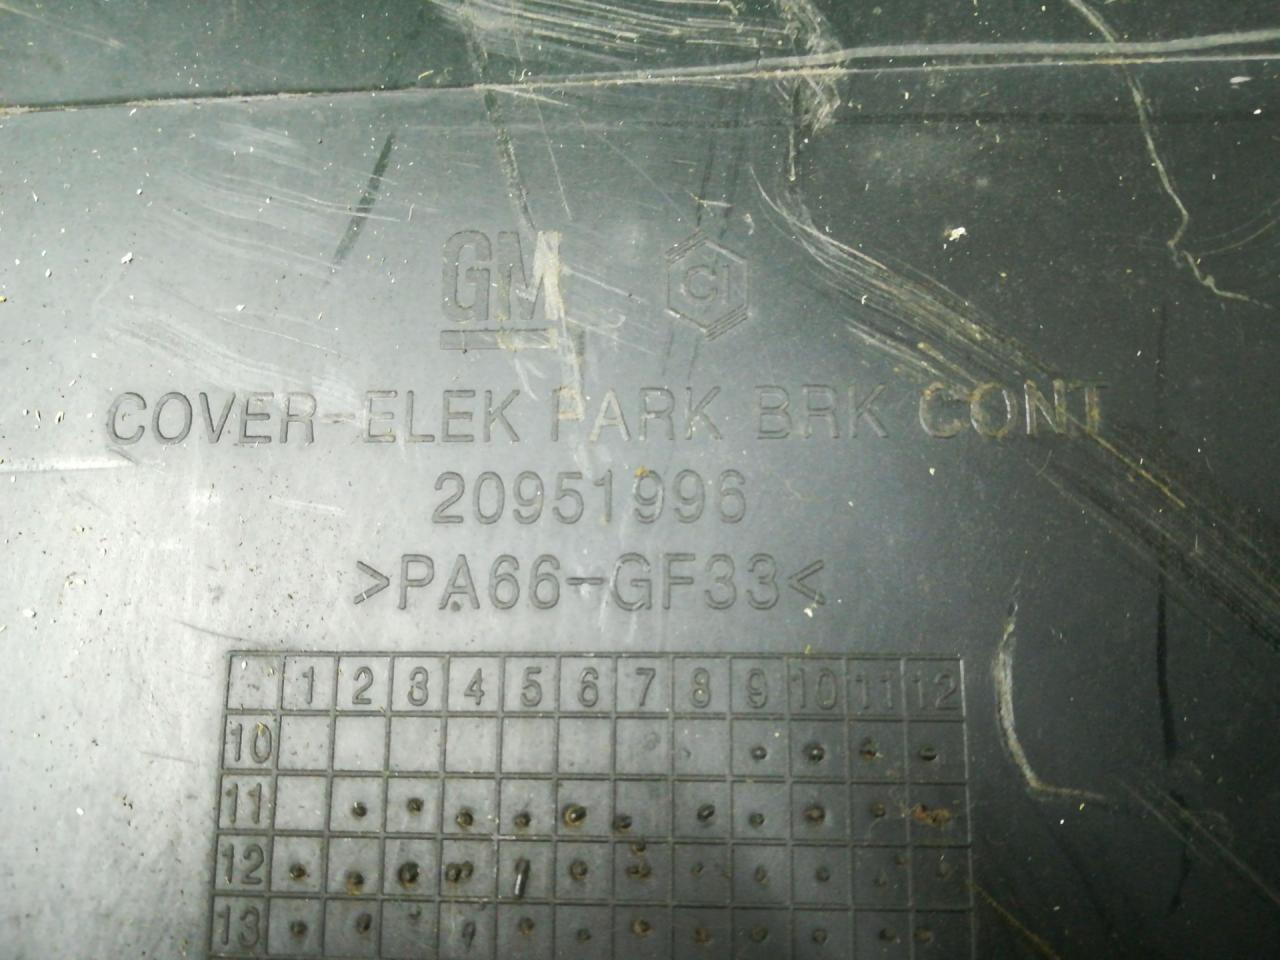 GM CI
COVER-ELEK PARK BRK CONT
20951996
>PA66-GF33<
1 2 3 4 5 6 7 8 9 10 11 12
10
11
12
13